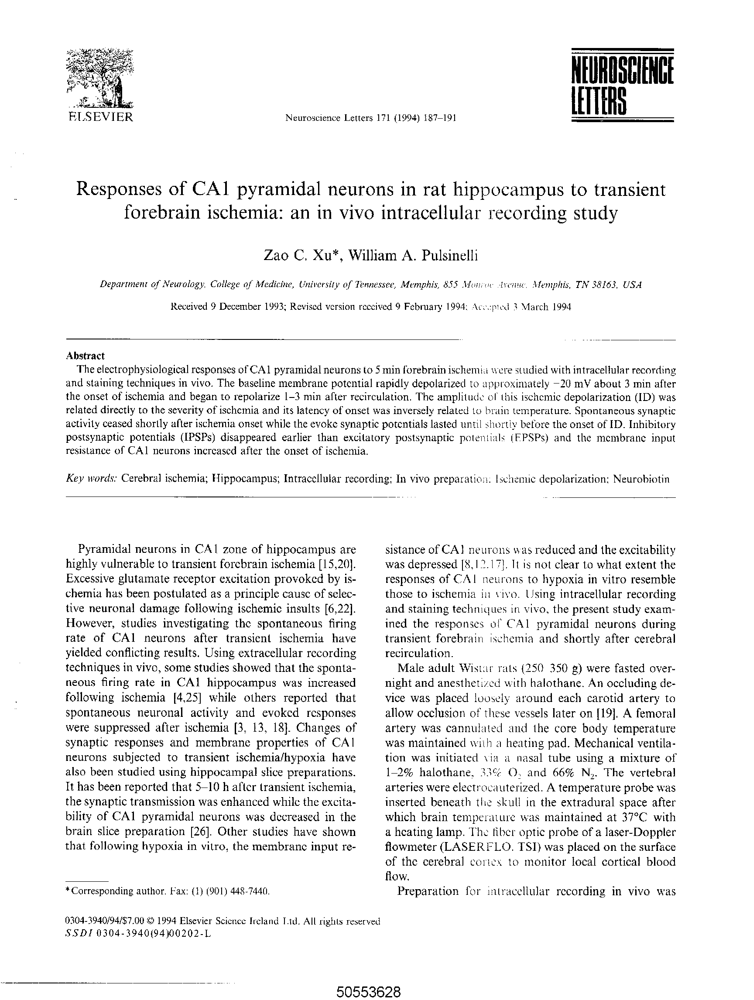 ELSEVIER
Neuroscience Letters 171 (1994) 187–191
NEUROSCIENCE
LETTERS
Responses of CA1 pyramidal neurons in rat hippocampus to transient
forebrain ischemia: an in vivo intracellular recording study
Zao C. Xu*, William A. Pulsinelli
Department of Neurology, College of Medicine, University of Tennessee, Memphis, 855 Monroe Avenue, Memphis, TN 38163, USA
Received 9 December 1993; Revised version received 9 February 1994; Accepted 3 March 1994
Abstract
The electrophysiological responses of CA1 pyramidal neurons to 5 min forebrain ischemia were studied with intracellular recording
and staining techniques in vivo. The baseline membrane potential rapidly depolarized to approximately −20 mV about 3 min after
the onset of ischemia and began to repolarize 1–3 min after recirculation. The amplitude of this ischemic depolarization (ID) was
related directly to the severity of ischemia and its latency of onset was inversely related to brain temperature. Spontaneous synaptic
activity ceased shortly after ischemia onset while the evoke synaptic potentials lasted until shortly before the onset of ID. Inhibitory
postsynaptic potentials (IPSPs) disappeared earlier than excitatory postsynaptic potentials (EPSPs) and the membrane input
resistance of CA1 neurons increased after the onset of ischemia.
Key words: Cerebral ischemia; Hippocampus; Intracellular recording; In vivo preparation; Ischemic depolarization; Neurobiotin
Pyramidal neurons in CA1 zone of hippocampus are
highly vulnerable to transient forebrain ischemia [15,20].
Excessive glutamate receptor excitation provoked by is-
chemia has been postulated as a principle cause of selec-
tive neuronal damage following ischemic insults [6,22].
However, studies investigating the spontaneous firing
rate of CA1 neurons after transient ischemia have
yielded conflicting results. Using extracellular recording
techniques in vivo, some studies showed that the sponta-
neous firing rate in CA1 hippocampus was increased
following ischemia [4,25] while others reported that
spontaneous neuronal activity and evoked responses
were suppressed after ischemia [3, 13, 18]. Changes of
synaptic responses and membrane properties of CA1
neurons subjected to transient ischemia/hypoxia have
also been studied using hippocampal slice preparations.
It has been reported that 5–10 h after transient ischemia,
the synaptic transmission was enhanced while the excita-
bility of CA1 pyramidal neurons was decreased in the
brain slice preparation [26]. Other studies have shown
that following hypoxia in vitro, the membrane input re-
*Corresponding author. Fax: (1) (901) 448-7440.
0304-3940/94/$7.00 © 1994 Elsevier Science Ireland Ltd. All rights reserved
SSDI 0304-3940(94)00202-L
sistance of CA1 neurons was reduced and the excitability
was depressed [8,12,17]. It is not clear to what extent the
responses of CA1 neurons to hypoxia in vitro resemble
those to ischemia in vivo. Using intracellular recording
and staining techniques in vivo, the present study exam-
ined the responses of CA1 pyramidal neurons during
transient forebrain ischemia and shortly after cerebral
recirculation.
Male adult Wistar rats (250 350 g) were fasted over-
night and anesthetized with halothane. An occluding de-
vice was placed loosely around each carotid artery to
allow occlusion of these vessels later on [19]. A femoral
artery was cannulated and the core body temperature
was maintained with a heating pad. Mechanical ventila-
tion was initiated via a nasal tube using a mixture of
1–2% halothane, 33% O2 and 66% N2. The vertebral
arteries were electrocauterized. A temperature probe was
inserted beneath the skull in the extradural space after
which brain temperature was maintained at 37°C with
a heating lamp. The fiber optic probe of a laser-Doppler
flowmeter (LASERFLO, TSI) was placed on the surface
of the cerebral cortex to monitor local cortical blood
flow.
Preparation for intracellular recording in vivo was
50553628